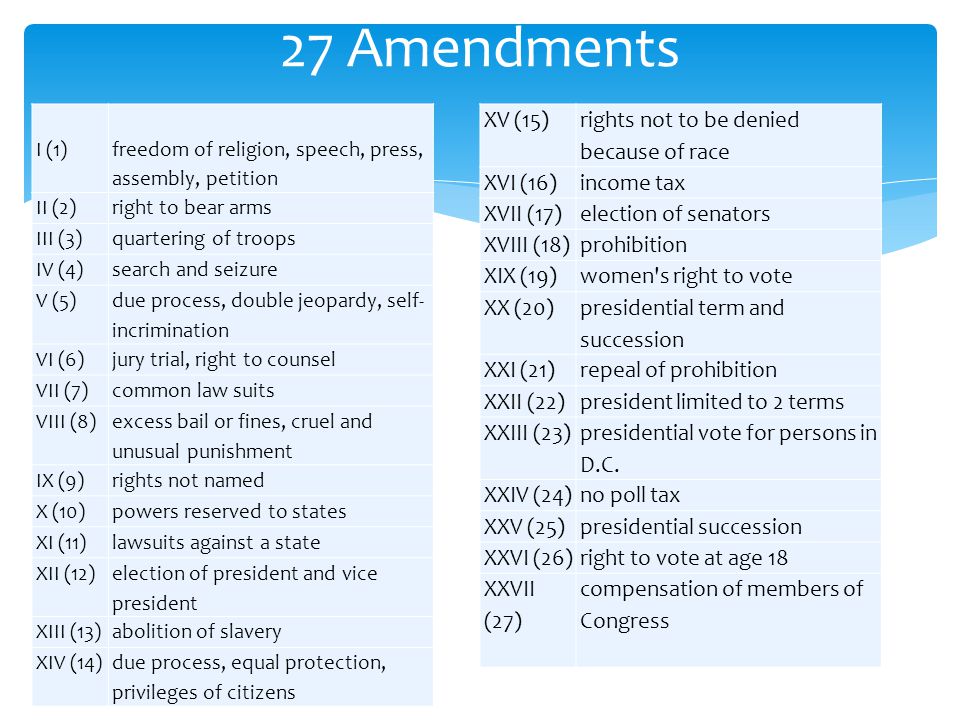 27 Amendments
I (1) freedom of religion, speech, press,
assembly, petition
II (2) right to bear arms
III (3) quartering of troops
IV (4) search and seizure
V (5) due process, double jeopardy, self-
incrimination
VI (6) jury trial, right to counsel
VII (7) common law suits
VIII (8) excess bail or fines, cruel and
unusual punishment
IX (9) rights not named
X (10) powers reserved to states
XI (11) lawsuits against a state
XII (12) election of president and vice
president
XIII (13) abolition of slavery
XIV (14) due process, equal protection,
privileges of citizens
XV (15) rights not to be denied
because of race
XVI (16) income tax
XVII (17) election of senators
XVIII (18) prohibition
XIX (19) women's right to vote
XX (20) presidential term and
succession
XXI (21) repeal of prohibition
XXII (22) president limited to 2 terms
XXIII (23) presidential vote for persons in
D.C.
XXIV (24) no poll tax
XXV (25) presidential succession
XXVI (26) right to vote at age 18
XXVII compensation of members of
(27) Congress